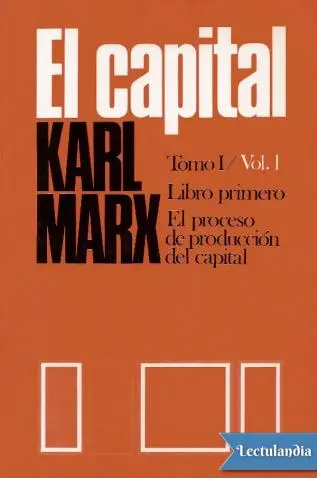 El capital
KARL
MARX
Tomo I / Vol. 1
Libro primero
El proceso
de producción
del capital
Lectulandia